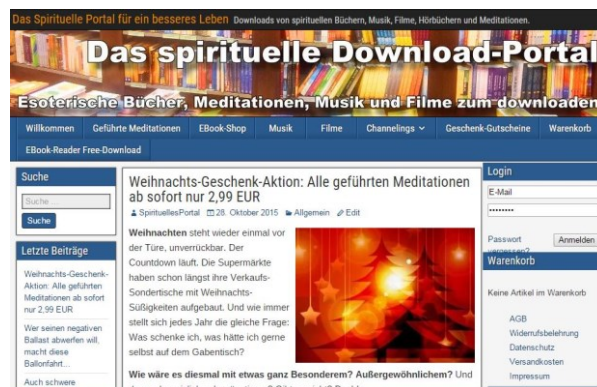 Das Spirituelle Portal für ein besseres Leben Downloads von spirituellen Büchern, Musik, Filme, Hörbüchern und Meditationen.
Das spirituelle Download-Portal
Esoterische Bücher, Meditationen, Musik und Filme zum downloaden
Willkommen Geführte Meditationen EBook-Shop Musik Filme Channelings Geschenk-Gutscheine Warenkorb
EBook-Reader Free-Download
Suche
Suche ...
Suche
Letzte Beiträge
Weihnachts-Geschenk-
Aktion: Alle geführten
Meditationen ab sofort
nur 2,99 EUR
Wer seinen negativen
Ballast abwerfen will,
macht diese
Ballonfahrt...
Auch schwere
Weihnachts-Geschenk-Aktion: Alle geführten Meditationen
ab sofort nur 2,99 EUR
SpirituellesPortal 28. Oktober 2015 Allgemein Edit
Weihnachten steht wieder einmal vor
der Türe, unverrückbar. Der
Countdown läuft. Die Supermärkte
haben schon längst ihre Verkaufs-
Sondertische mit Weihnachts-
Süßigkeiten aufgebaut. Und wie immer
stellt sich jedes Jahr die gleiche Frage:
Was schenke ich, was hätte ich gerne
selbst auf dem Gabentisch?
Wie wäre es diesmal mit etwas ganz Besonderem? Außergewöhnlichem? Und
Login
E-Mail
Passwort
vergessen?
Anmelden
Warenkorb
Keine Artikel im Warenkorb
AGB
Widerrufsbelehrung
Datenschutz
Versandkosten
Impressum